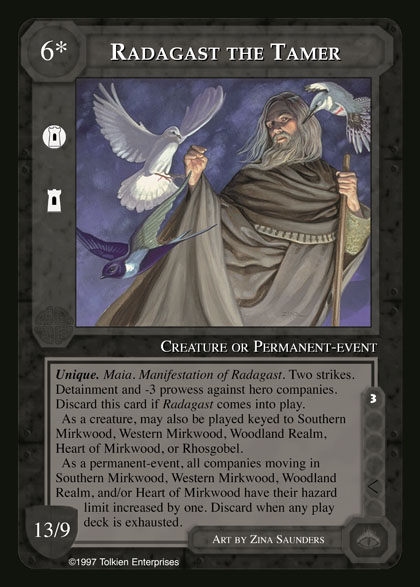 6*
RADAGAST THE TAMER
CREATURE OR PERMANENT-EVENT
Unique. Maia. Manifestation of Radagast. Two strikes.
Detainment and -3 prowess against hero companies.
Discard this card if Radagast comes into play.
As a creature, may also be played keyed to Southern
Mirkwood, Western Mirkwood, Woodland Realm,
Heart of Mirkwood, or Rhosgobel.
As a permanent-event, all companies moving in
Southern Mirkwood, Western Mirkwood, Woodland
Realm, and/or Heart of Mirkwood have their hazard
limit increased by one. Discard when any play
deck is exhausted.
3
13/9
ART BY ZINA SAUNDERS
©1997 Tolkien Enterprises